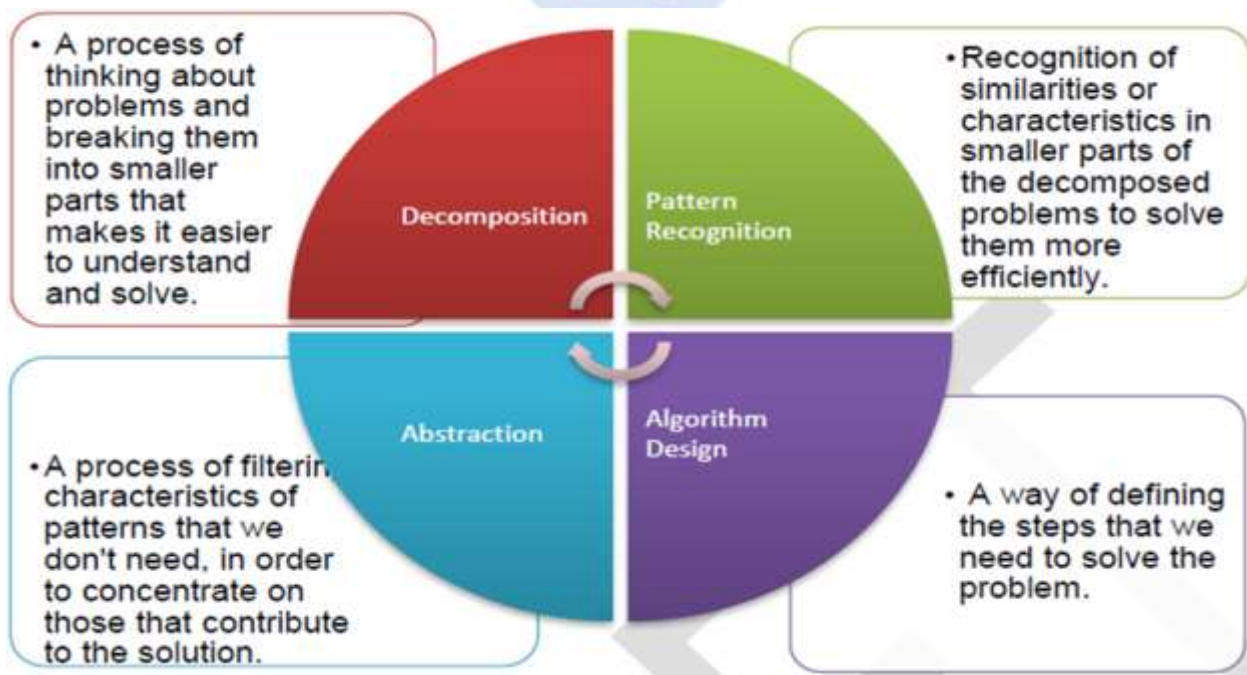 • A process of
thinking about
problems and
breaking them
into smaller
parts that
makes it easier
to understand
and solve.
Decomposition
Pattern
Recognition
•Recognition of
similarities or
characteristics in
smaller parts of
the decomposed
problems to solve
them more
efficiently.
Abstraction
•A process of filterin
characteristics of
patterns that we
don't need, in order
to concentrate on
those that contribute
to the solution.
Algorithm
Design
• A way of defining
the steps that we
need to solve the
problem.